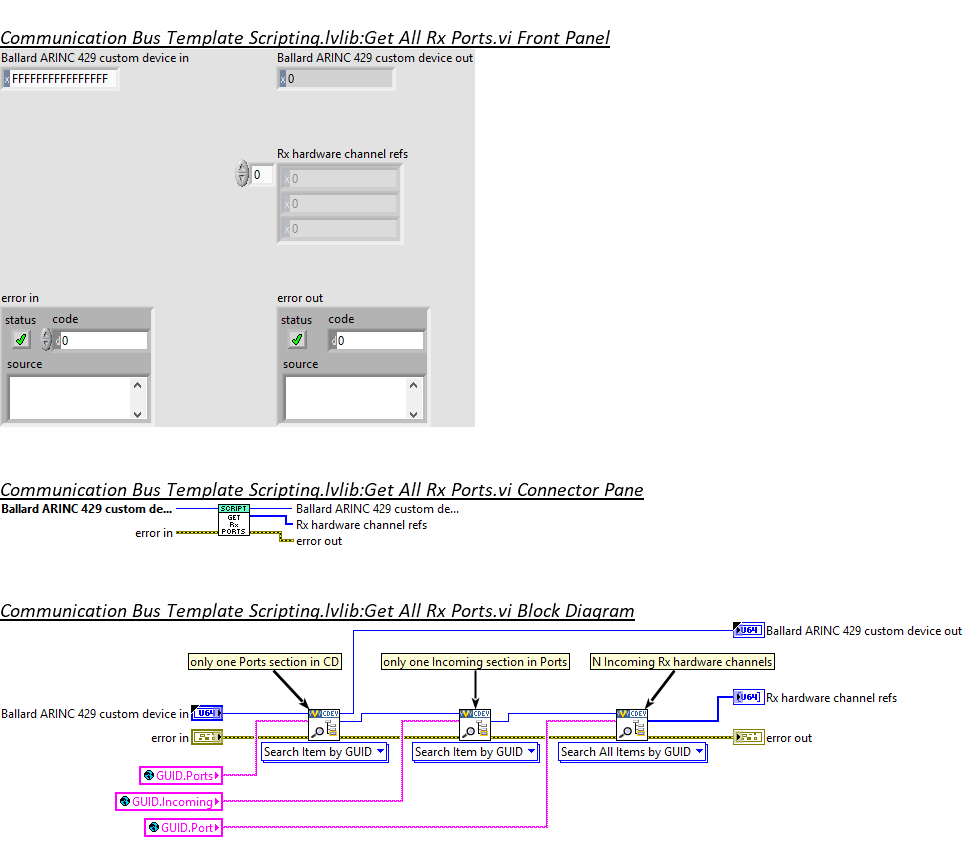 Communication Bus Template Scripting.lvlib:Get All Rx Ports.vi Front Panel
Ballard ARINC 429 custom device in
Ballard ARINC 429 custom device out
x FFFFFFFFFFFFFFFF
x 0
Rx hardware channel refs
0
x 0
x 0
x 0
error in
error out
status code
status code
d 0
d 0
source
source
Communication Bus Template Scripting.lvlib:Get All Rx Ports.vi Connector Pane
Ballard ARINC 429 custom de...
SCRIPT
GET
Rx
PORTS
Ballard ARINC 429 custom de...
Rx hardware channel refs
error in
error out
Communication Bus Template Scripting.lvlib:Get All Rx Ports.vi Block Diagram
U64
Ballard ARINC 429 custom device out
only one Ports section in CD
only one Incoming section in Ports
N Incoming Rx hardware channels
U64
Rx hardware channel refs
Ballard ARINC 429 custom device in
U64
CDEV
CDEV
CDEV
error in
error out
Search Item by GUID
Search Item by GUID
Search All Items by GUID
GUID.Ports
GUID.Incoming
GUID.Port